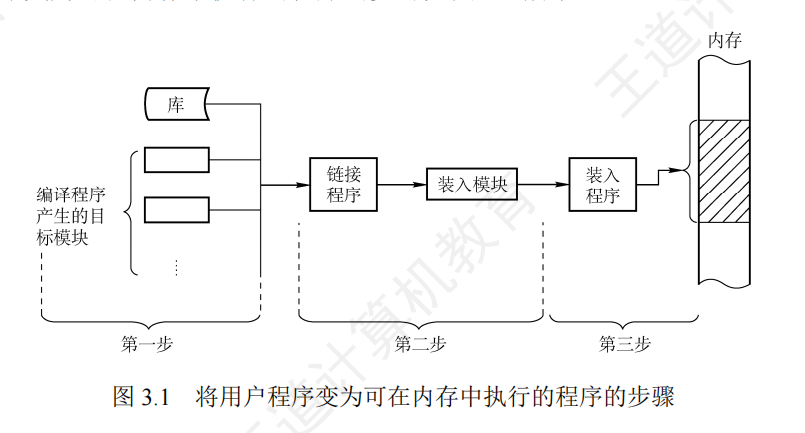 内存
库
编译程序
产生的目
标模块
链接
程序
装入模块
装入
程序
第一步
第二步
第三步
图 3.1 将用户程序变为可在内存中执行的程序的步骤
王道计算机教育
王道计